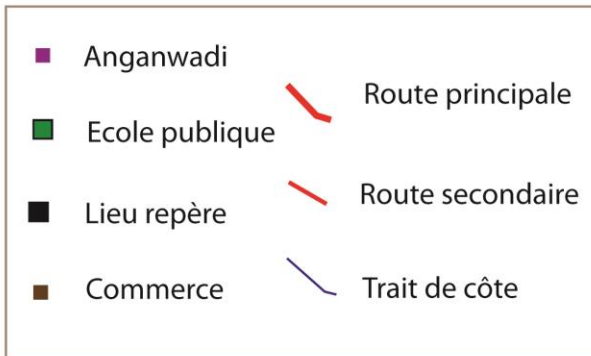 Anganwadi
Ecole publique
Lieu repère
Commerce
Route principale
Route secondaire
Trait de côte